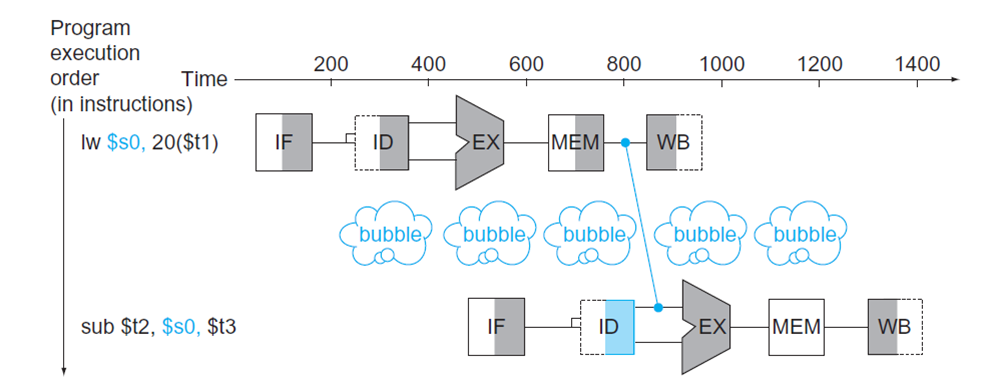 Program
execution
order
(in instructions)
Time
200 400 600 800 1000 1200 1400
lw $s0, 20($t1)
IF ID EX MEM WB
bubble bubble bubble bubble bubble
sub $t2, $s0, $t3
IF ID EX MEM WB